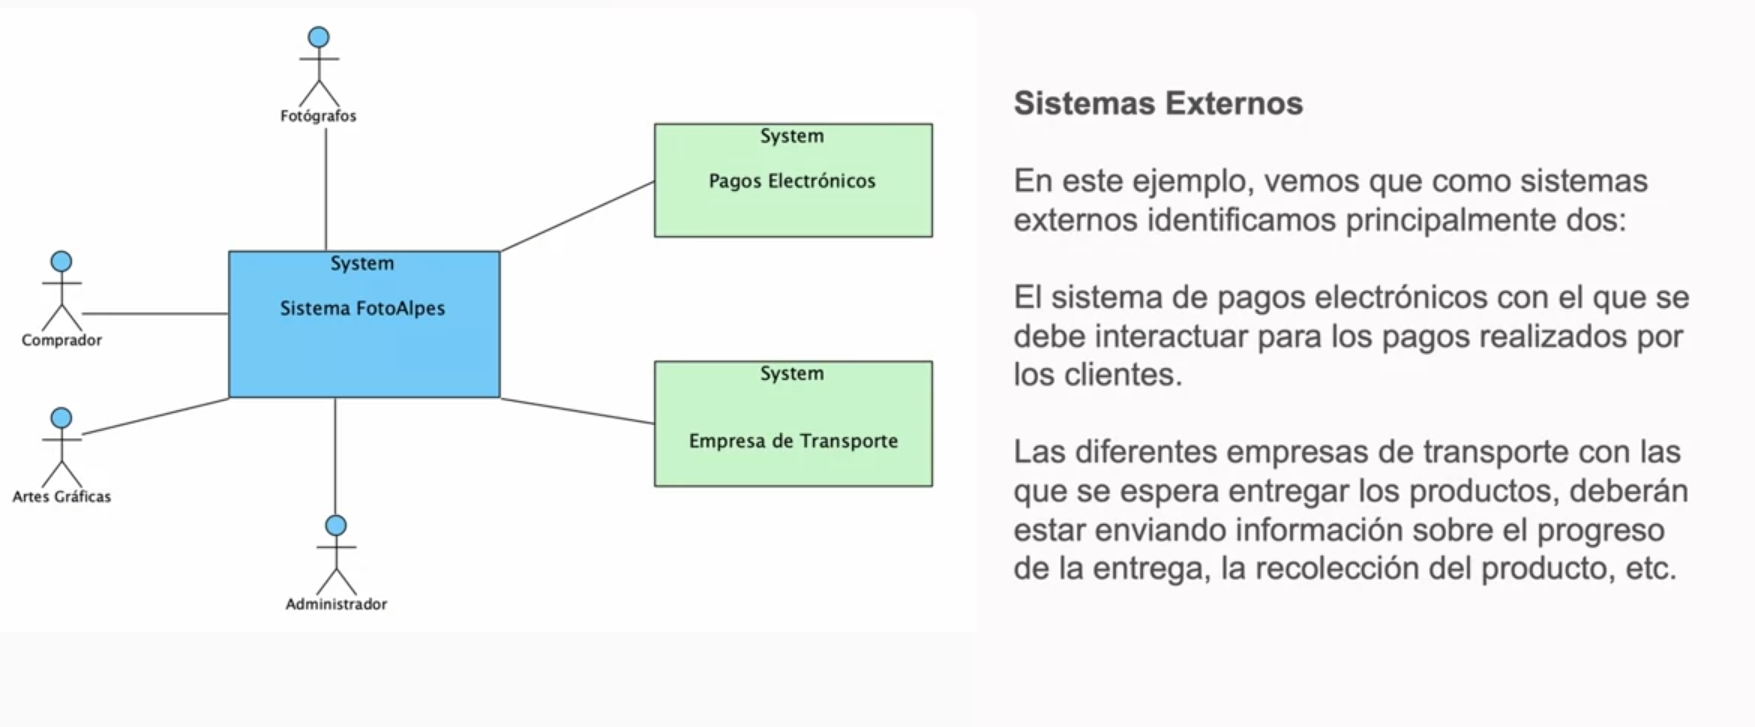 Fotógrafos
System
Pagos Electrónicos
System
Sistema FotoAlpes
Comprador
System
Empresa de Transporte
Artes Gráficas
Administrador
Sistemas Externos
En este ejemplo, vemos que como sistemas
externos identificamos principalmente dos:
El sistema de pagos electrónicos con el que se
debe interactuar para los pagos realizados por
los clientes.
Las diferentes empresas de transporte con las
que se espera entregar los productos, deberán
estar enviando información sobre el progreso
de la entrega, la recolección del producto, etc.